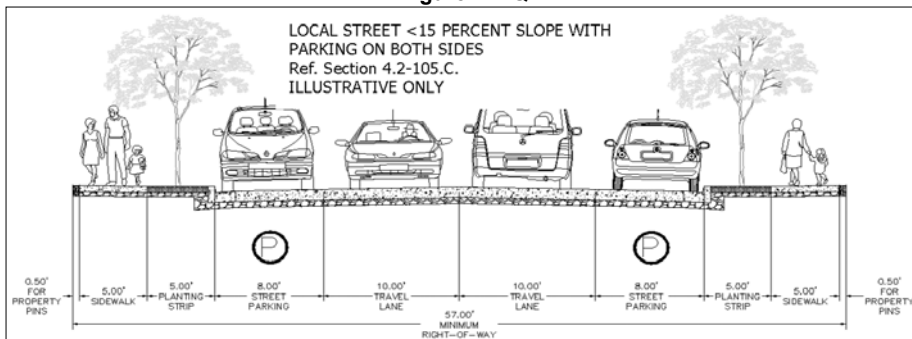 LOCAL STREET <15 PERCENT SLOPE WITH
PARKING ON BOTH SIDES
Ref. Section 4.2-105.C.
ILLUSTRATIVE ONLY
P
P
0.50'
FOR
PROPERTY
PINS
5.00'
SIDEWALK
5.00'
PLANTING
STRIP
8.00'
STREET
PARKING
10.00'
TRAVEL
LANE
10.00'
TRAVEL
LANE
8.00'
STREET
PARKING
5.00'
PLANTING
STRIP
5.00'
SIDEWALK
0.50'
FOR
PROPERTY
PINS
57.00'
MINIMUM
RIGHT-OF-WAY